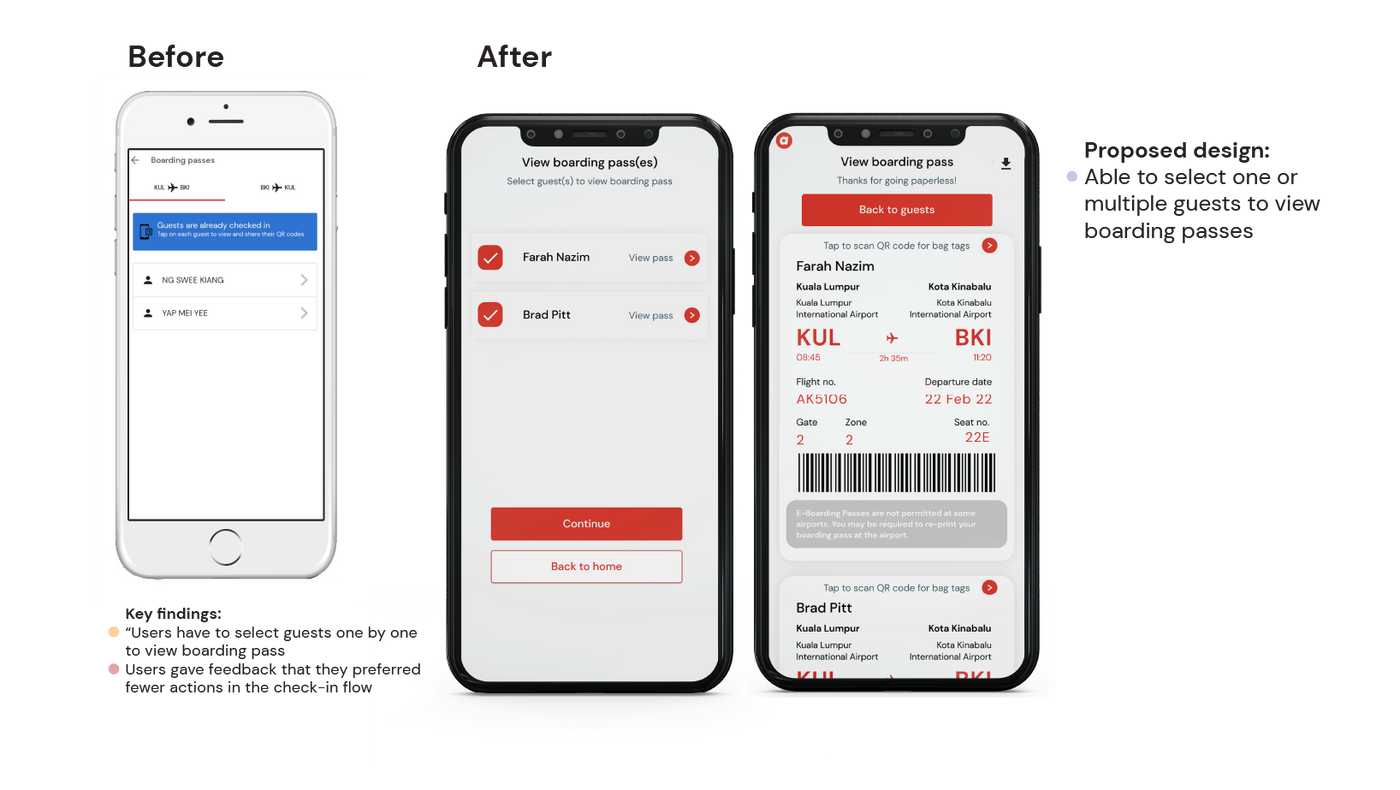 Before
After
Boarding passes
KUL BKI
BKI KUL
Guests are already checked in
Tap on each guest to view and share their QR codes
NG SWEE KIANG
YAP MEI YEE
Key findings:
“Users have to select guests one by one
to view boarding pass
Users gave feedback that they preferred
fewer actions in the check-in flow
View boarding pass(es)
Select guest(s) to view boarding pass
Farah Nazim View pass
Brad Pitt View pass
Continue
Back to home
a
View boarding pass
Thanks for going paperless!
Back to guests
Tap to scan QR code for bag tags
Farah Nazim
Kuala Lumpur Kota Kinabalu
Kuala Lumpur Kota Kinabalu
International Airport International Airport
KUL BKI
08:45 2h 35m 11:20
Flight no. Departure date
AK5106 22 Feb 22
Gate Zone Seat no.
2 2 22E
E-Boarding Passes are not permitted at some
airports. You may be required to re-print your
boarding pass at the airport.
Tap to scan QR code for bag tags
Brad Pitt
Kuala Lumpur Kota Kinabalu
Kuala Lumpur Kota Kinabalu
International Airport International Airport
KUL BKI
Proposed design:
Able to select one or
multiple guests to view
boarding passes